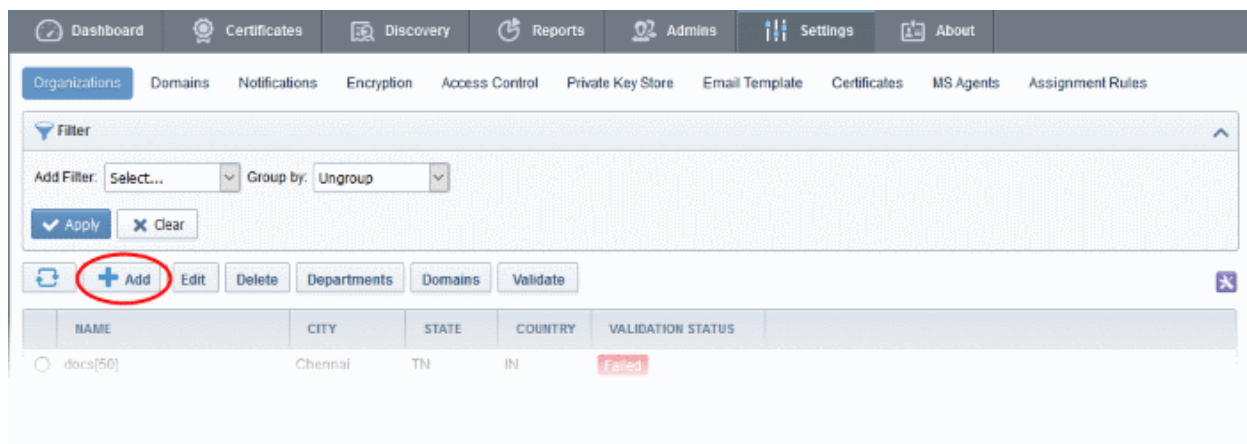 Dashboard Certificates Discovery Reports Admins Settings About
Organizations Domains Notifications Encryption Access Control Private Key Store Email Template Certificates MS Agents Assignment Rules
Filter
Add Filter: Select... Group by: Ungroup
Apply Clear
Add Edit Delete Departments Domains Validate
NAME CITY STATE COUNTRY VALIDATION STATUS
docs[50] Chennai TN IN Failed